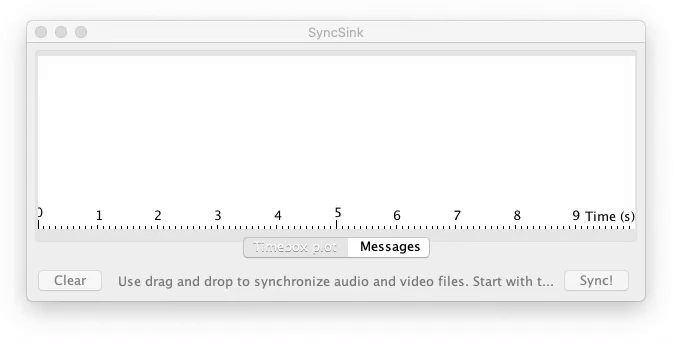 SyncSink
0 1 2 3 4 5 6 7 8 9 Time (s)
Timebox plot Messages
Clear Use drag and drop to synchronize audio and video files. Start with t... Sync!